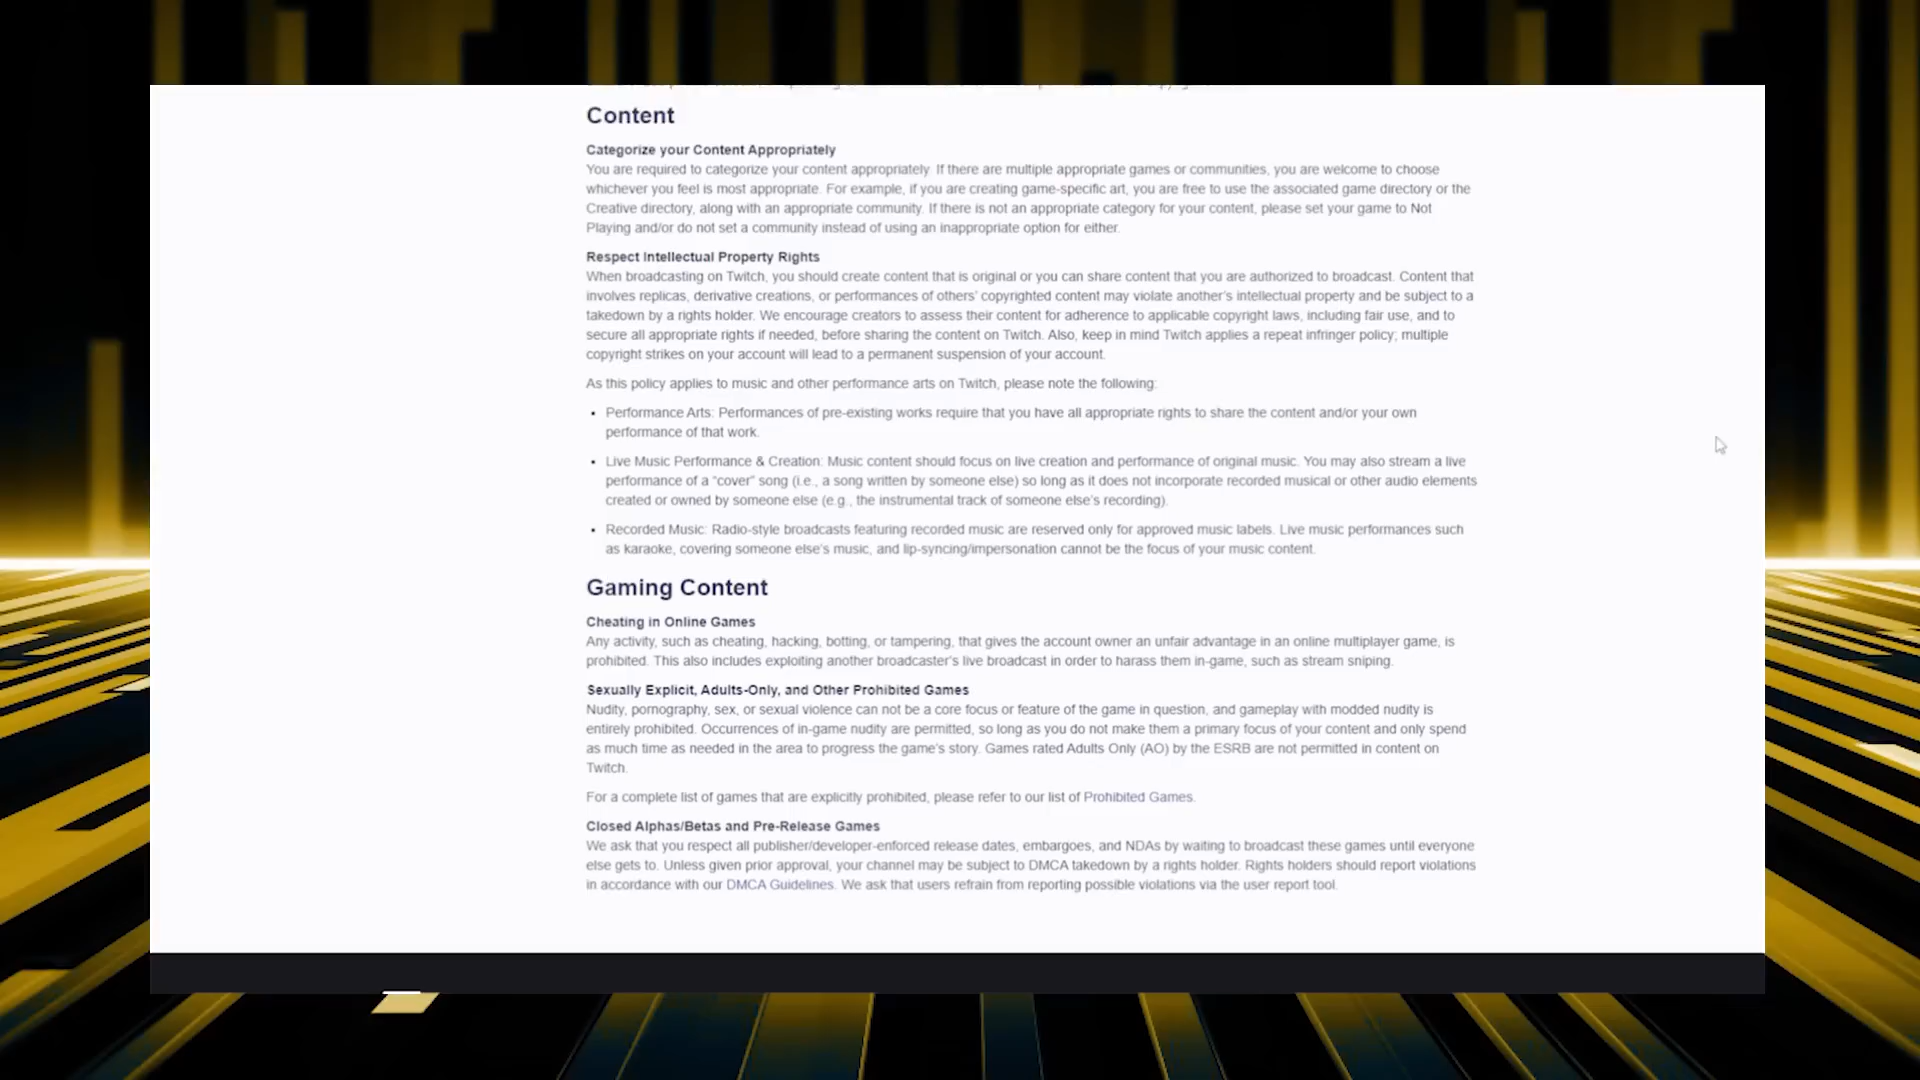 Content
Categorize your Content Appropriately
You are required to categorize your content appropriately. If there are multiple appropriate games or communities, you are welcome to choose
whichever you feel is most appropriate. For example, if you are creating game-specific art, you are free to use the associated game directory or the
Creative directory, along with an appropriate community. If there is not an appropriate category for your content, please set your game to Not
Playing and/or do not set a community instead of using an inappropriate option for either.
Respect Intellectual Property Rights
When broadcasting on Twitch, you should create content that is original or you can share content that you are authorized to broadcast. Content that
involves replicas, derivative creations, or performances of others' copyrighted content may violate another's intellectual property and be subject to a
takedown by a rights holder. We encourage creators to assess their content for adherence to applicable copyright laws, including fair use, and to
secure all appropriate rights if needed, before sharing the content on Twitch. Also, keep in mind Twitch applies a repeat infringer policy; multiple
copyright strikes on your account will lead to a permanent suspension of your account.
As this policy applies to music and other performance arts on Twitch, please note the following:
• Performance Arts: Performances of pre-existing works require that you have all appropriate rights to share the content and/or your own
performance of that work.
• Live Music Performance & Creation: Music content should focus on live creation and performance of original music. You may also stream a live
performance of a "cover" song (i.e., a song written by someone else) so long as it does not incorporate recorded musical or other audio elements
created or owned by someone else (e.g., the instrumental track of someone else's recording).
• Recorded Music: Radio-style broadcasts featuring recorded music are reserved only for approved music labels. Live music performances such
as karaoke, covering someone else's music, and lip-syncing/impersonation cannot be the focus of your music content.
Gaming Content
Cheating in Online Games
Any activity, such as cheating, hacking, botting, or tampering, that gives the account owner an unfair advantage in an online multiplayer game, is
prohibited. This also includes exploiting another broadcaster's live broadcast in order to harass them in-game, such as stream sniping.
Sexually Explicit, Adults-Only, and Other Prohibited Games
Nudity, pornography, sex, or sexual violence can not be a core focus or feature of the game in question, and gameplay with modded nudity is
entirely prohibited. Occurrences of in-game nudity are permitted, so long as you do not make them a primary focus of your content and only spend
as much time as needed in the area to progress the game's story. Games rated Adults Only (AO) by the ESRB are not permitted in content on
Twitch.
For a complete list of games that are explicitly prohibited, please refer to our list of Prohibited Games.
Closed Alphas/Betas and Pre-Release Games
We ask that you respect all publisher/developer-enforced release dates, embargoes, and NDAs by waiting to broadcast these games until everyone
else gets to. Unless given prior approval, your channel may be subject to DMCA takedown by a rights holder. Rights holders should report violations
in accordance with our DMCA Guidelines. We ask that users refrain from reporting possible violations via the user report tool.